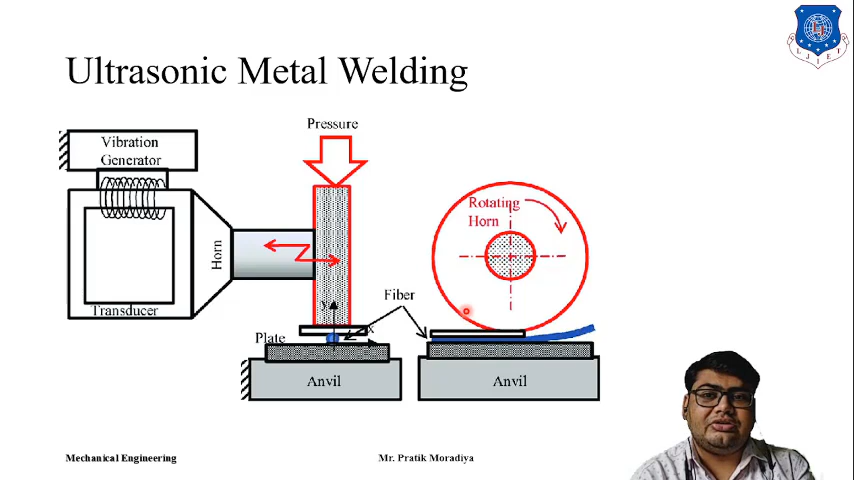 Ultrasonic Metal Welding
LJIET
Pressure
Vibration
Generator
Rotating
Horn
Horn
Fiber
Transducer
y
x
Plate
Anvil
Anvil
Mechanical Engineering
Mr. Pratik Moradiya